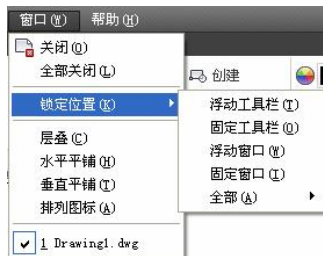 窗口(W) 帮助(H)
关闭(O)
全部关闭(L)
创建
锁定位置(K)
浮动工具栏(T)
固定工具栏(O)
浮动窗口(W)
固定窗口(I)
全部(A)
层叠(C)
水平平铺(H)
垂直平铺(T)
排列图标(A)
1 Drawing1.dwg